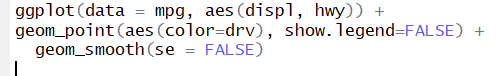 ggplot(data = mpg, aes(displ, hwy)) +
geom_point(aes(color=drv), show.legend=FALSE) +
  geom_smooth(se = FALSE)